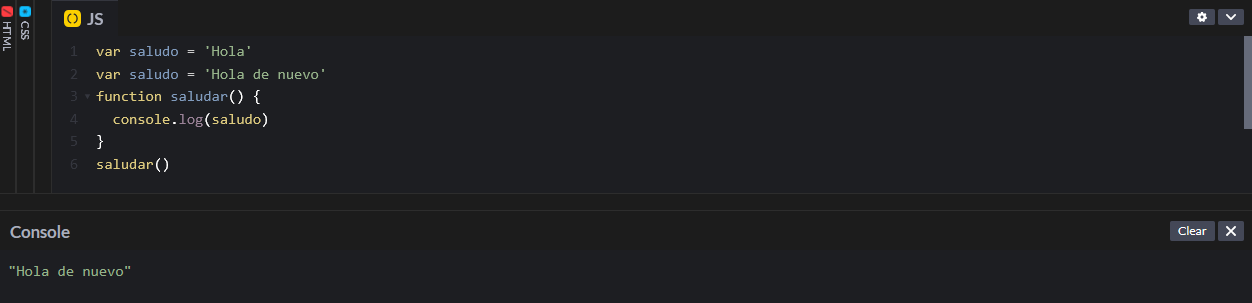 HTML
CSS
JS
1 var saludo = 'Hola'
2 var saludo = 'Hola de nuevo'
3 function saludar() {
4 console.log(saludo)
5 }
6 saludar()
Console
Clear
"Hola de nuevo"